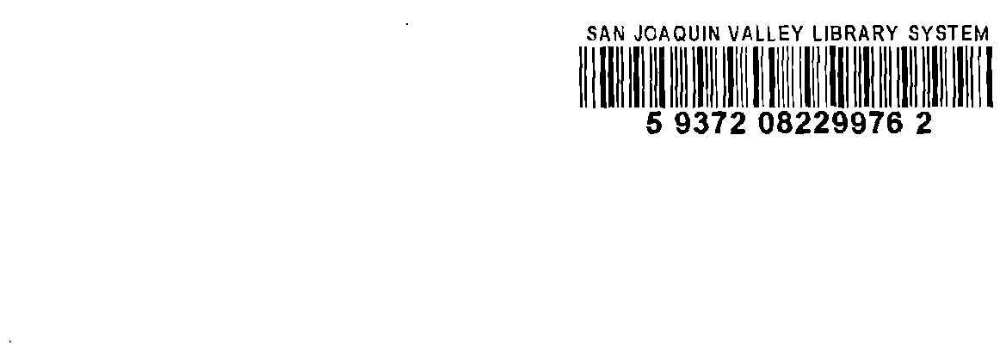 SAN JOAQUIN VALLEY LIBRARY SYSTEM
5 9372 08229976 2